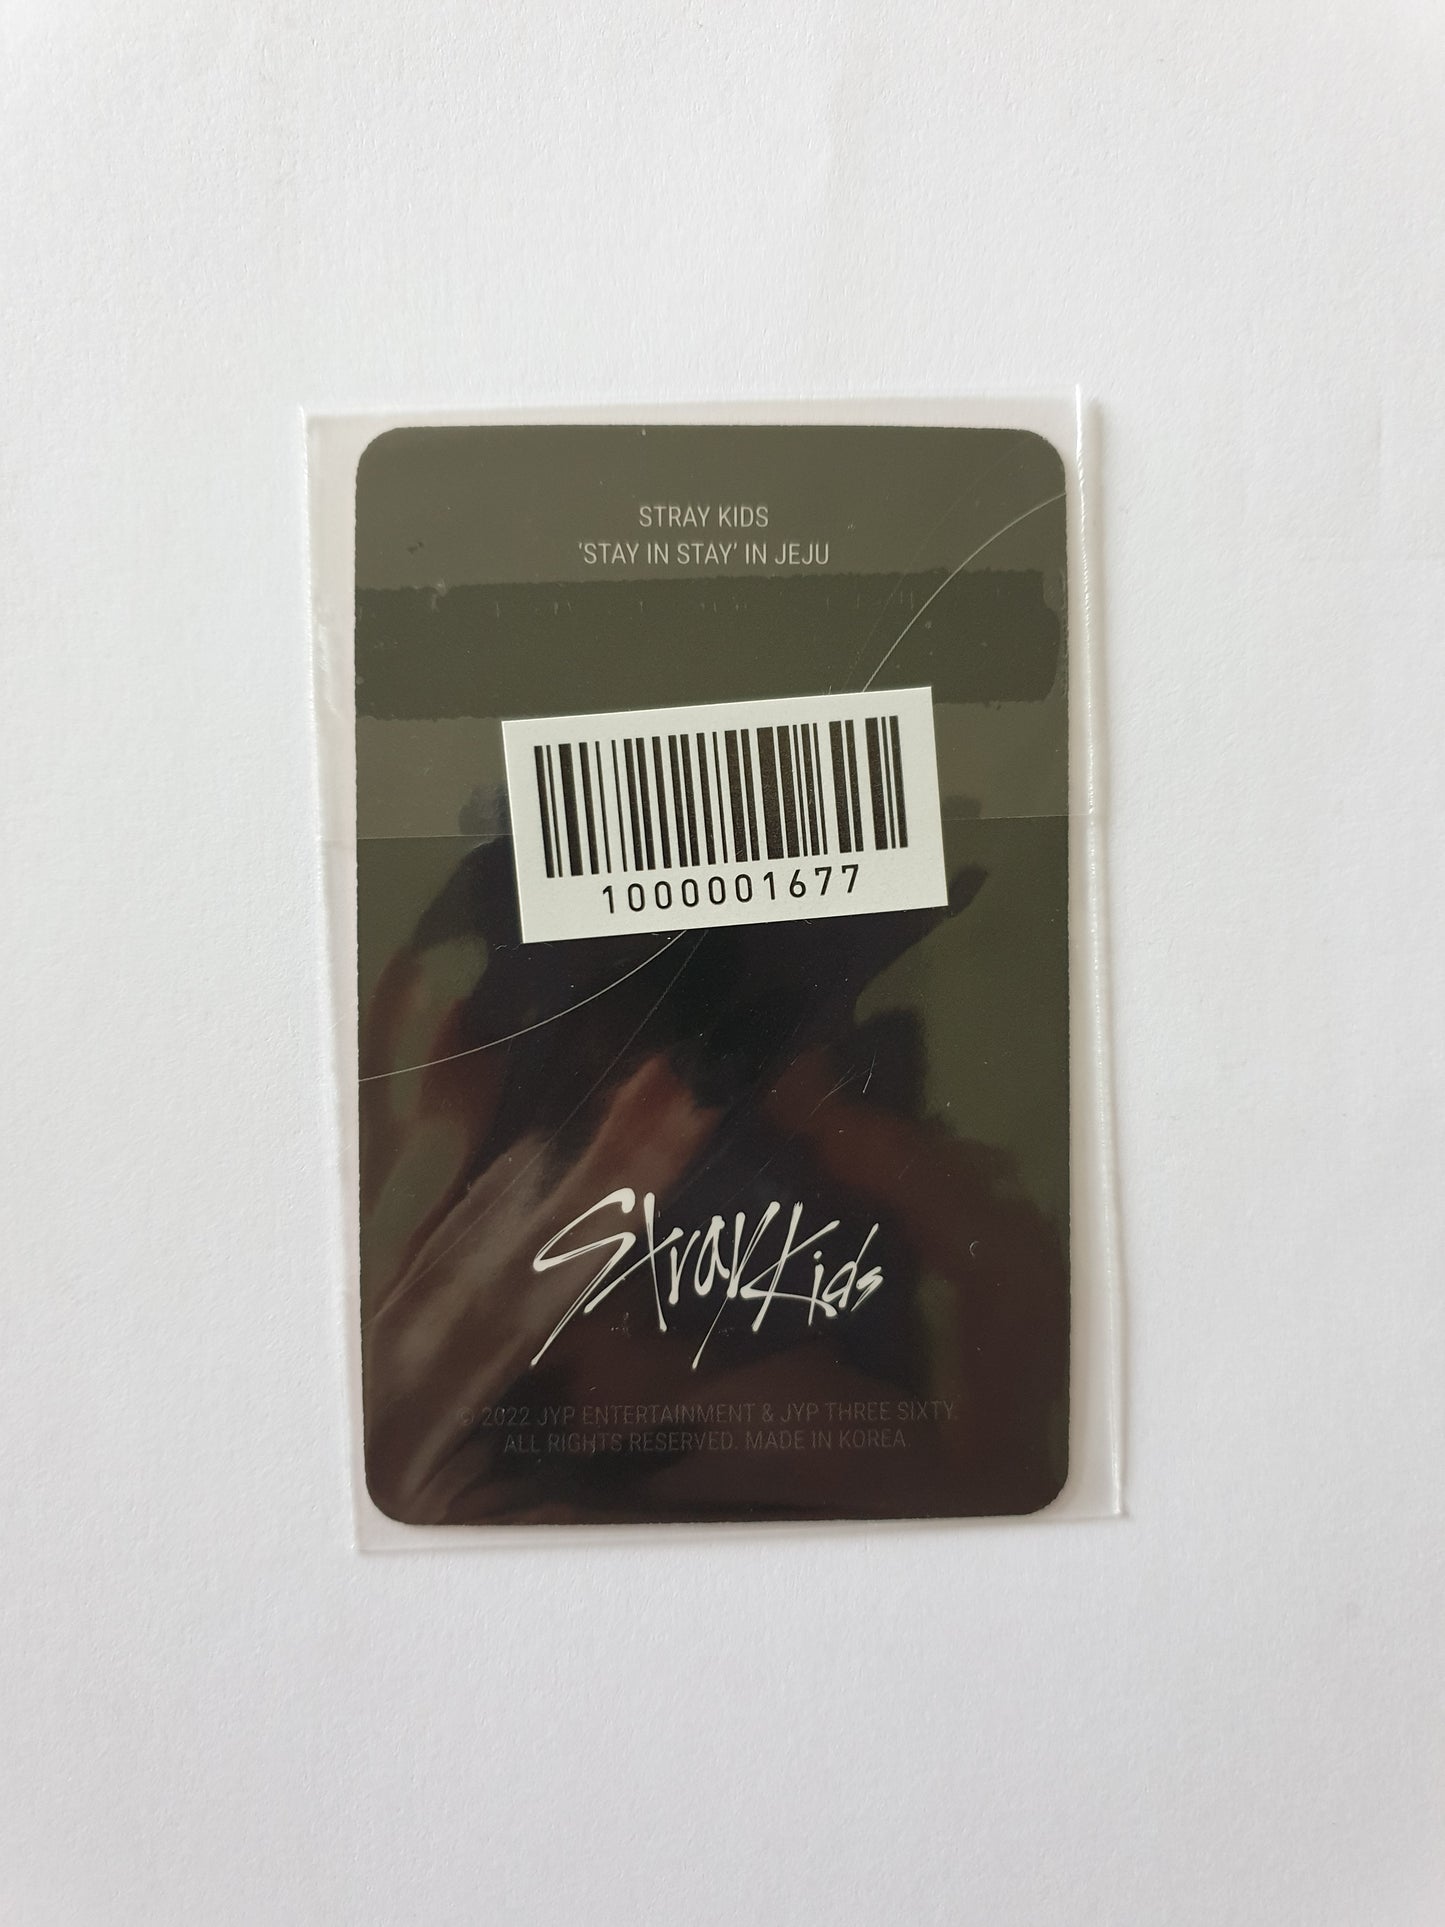 STRAY KIDS
'STAY IN STAY' IN JEJU
1000001677
Stray Kids
© 2022 JYP ENTERTAINMENT & JYP THREE SIXTY.
ALL RIGHTS RESERVED. MADE IN KOREA.